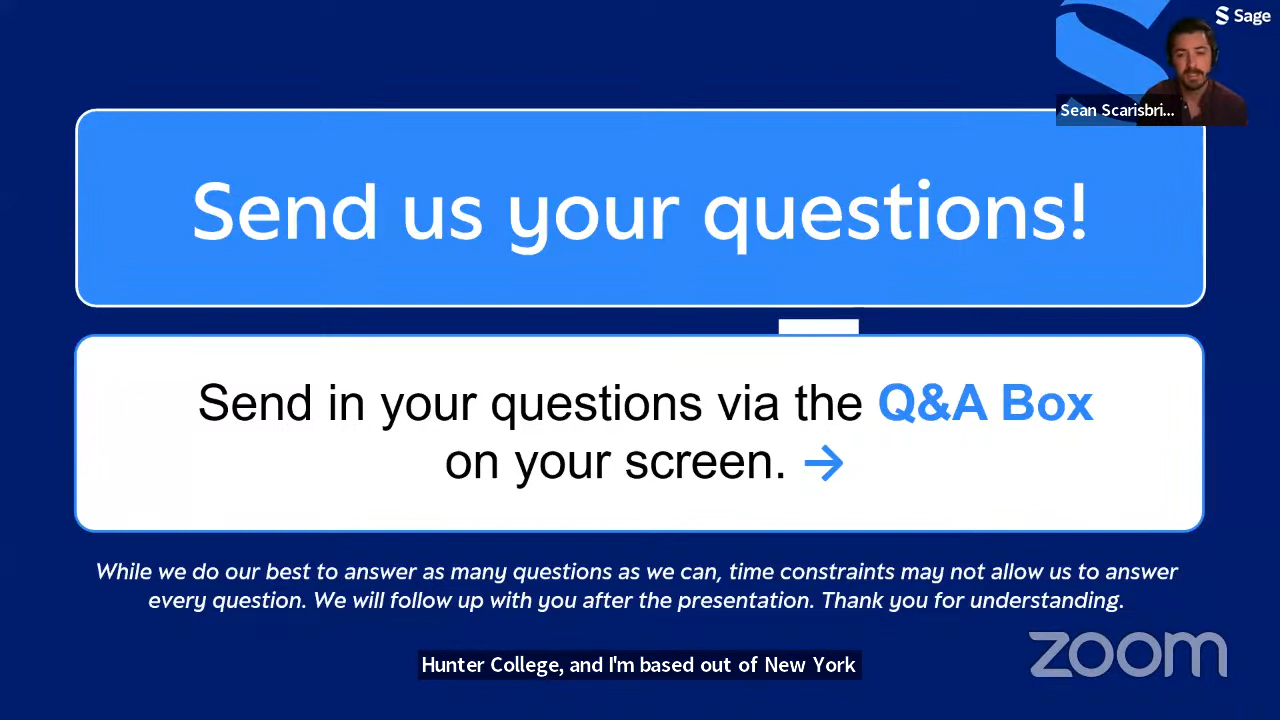 Sage
Sean Scarisbri...
Send us your questions!
Send in your questions via the Q&A Box
on your screen. →
While we do our best to answer as many questions as we can, time constraints may not allow us to answer
every question. We will follow up with you after the presentation. Thank you for understanding.
zoom
Hunter College, and I'm based out of New York